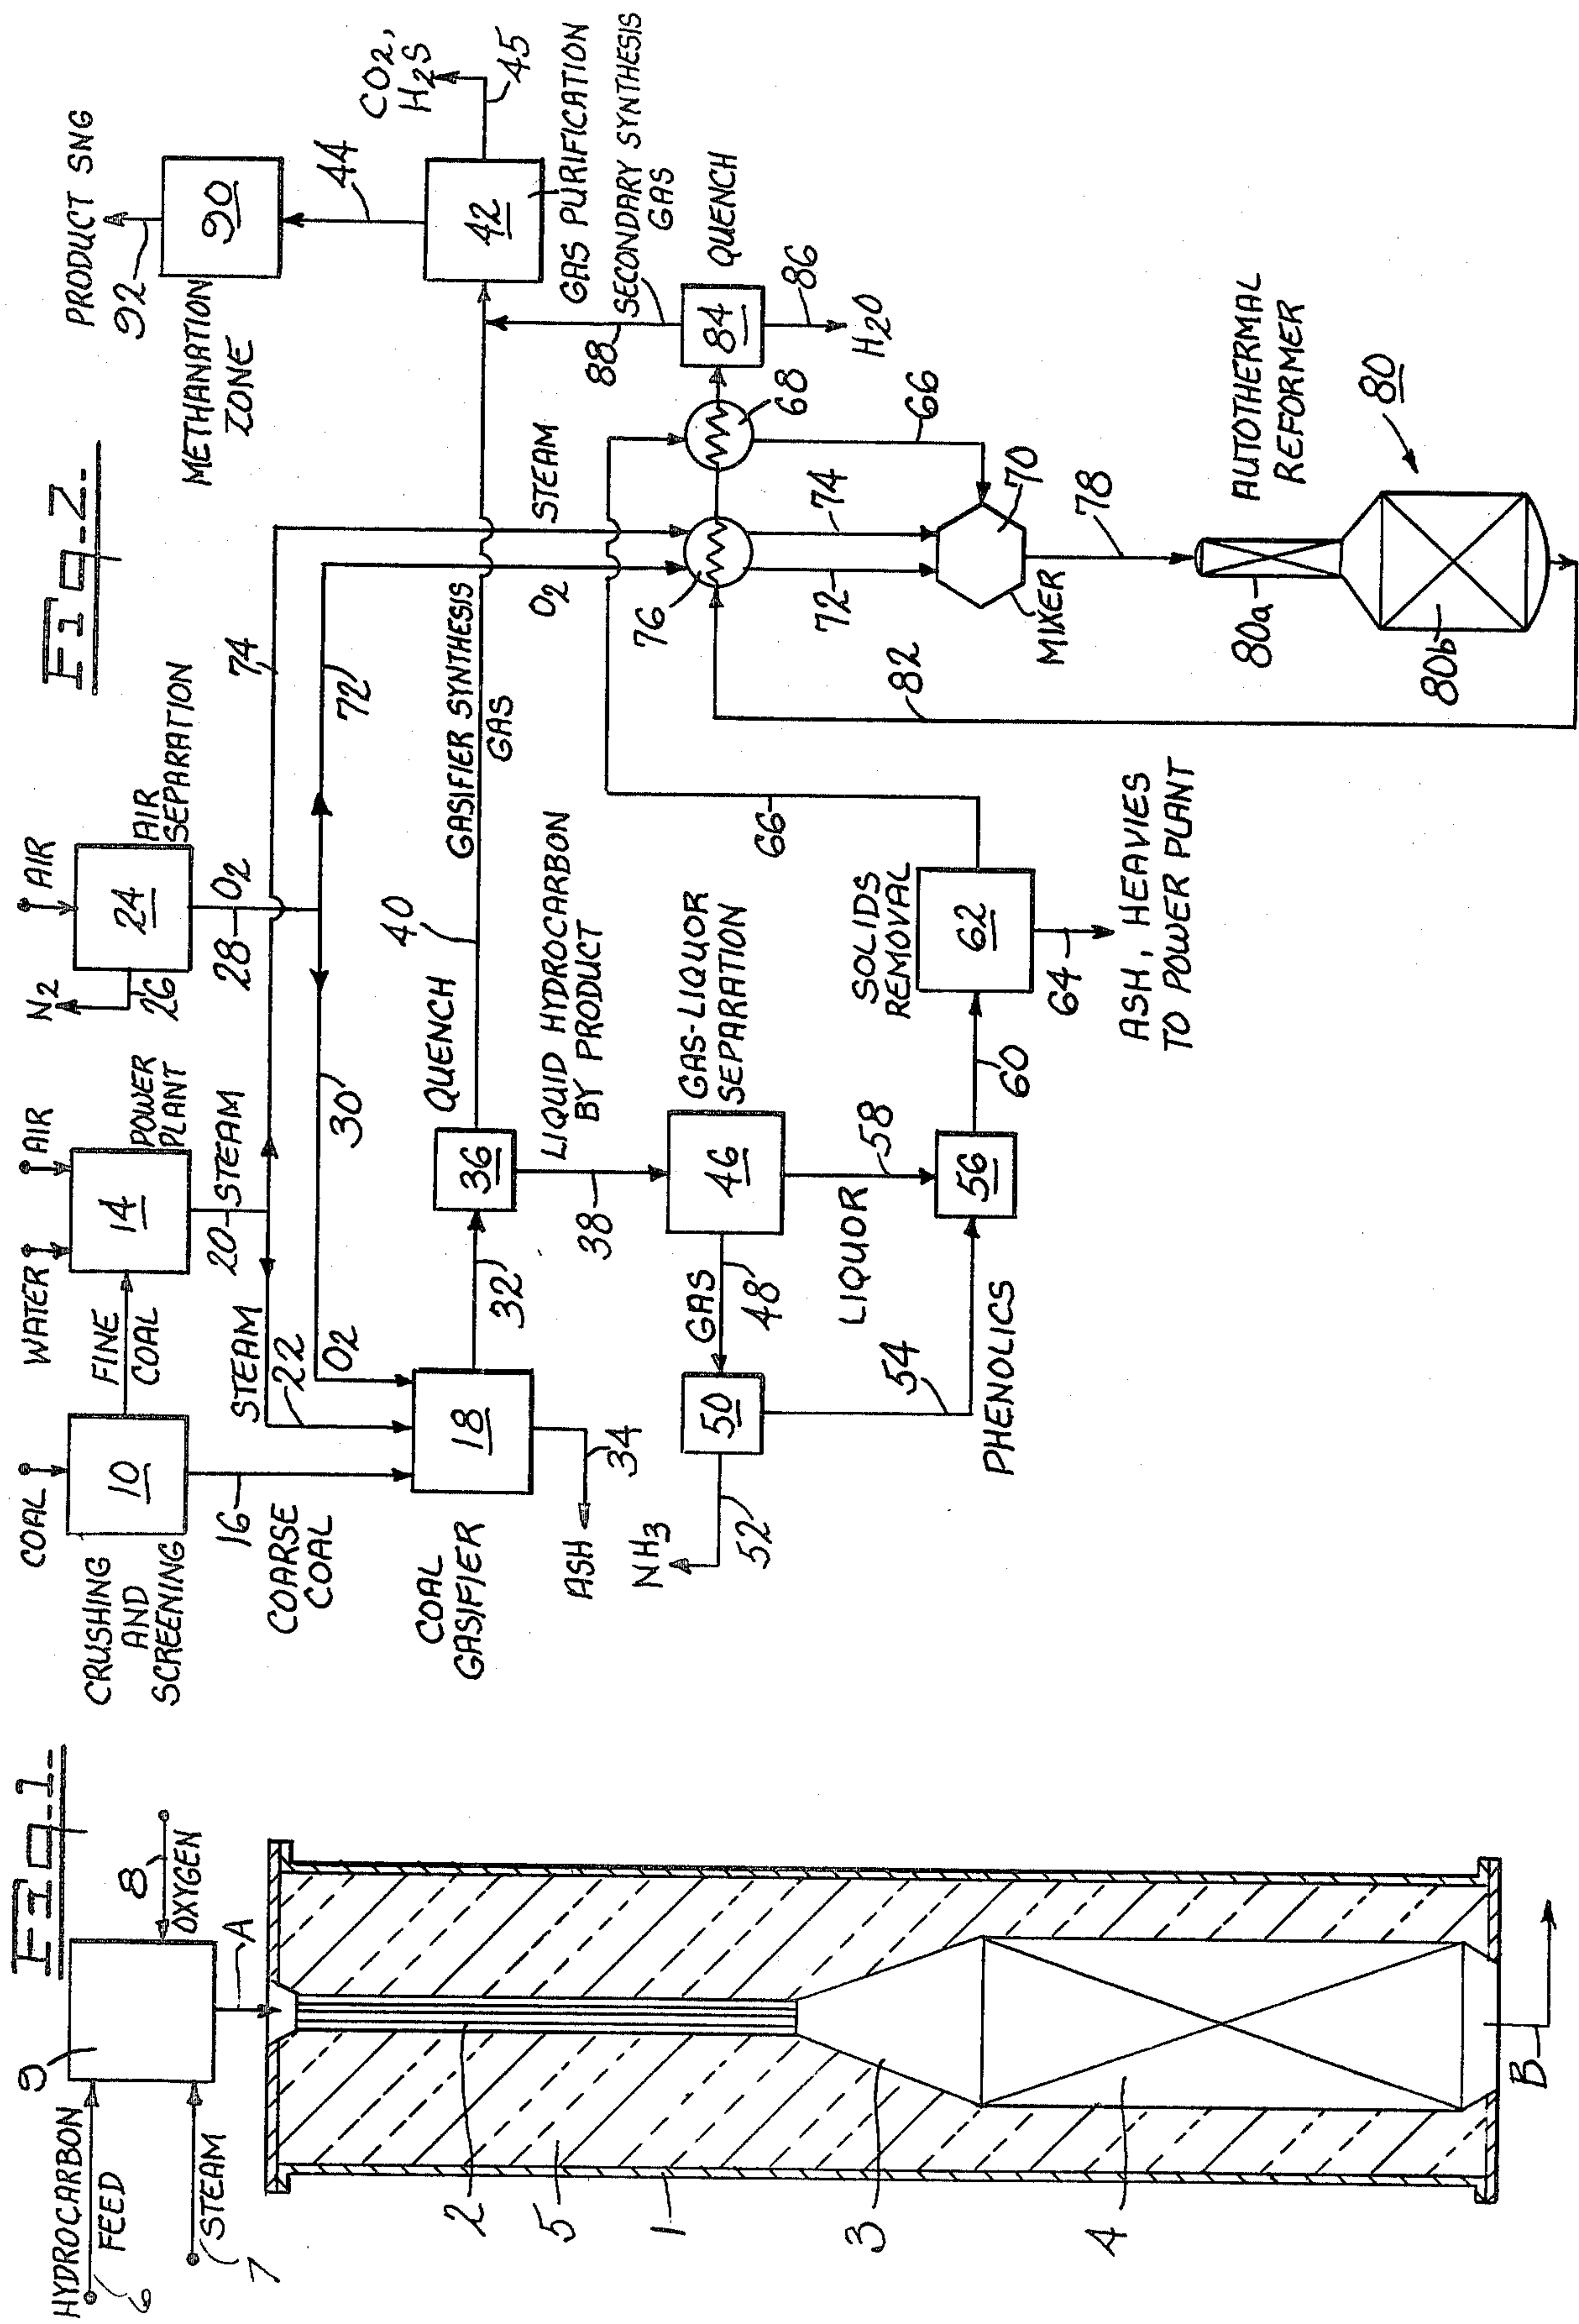 Fig.1.
HYDROCARBON
FEED
6
STEAM
7
9
8
OXYGEN
A
2
5
1
3
4
B
Fig.2.
COAL
10
CRUSHING
AND
SCREENING
FINE
COAL
WATER
AIR
14
POWER
PLANT
N2
AIR
24
26
AIR
SEPARATION
16
COARSE
COAL
STEAM
22
20
STEAM
28
O2
74
O2
30
72
COAL
GASIFIER
18
32
34
ASH
36
QUENCH
40
GASIFIER SYNTHESIS
GAS
38
LIQUID HYDROCARBON
BY PRODUCT
46
GAS-LIQUOR
SEPARATION
GAS
48
50
NH3
52
54
PHENOLICS
LIQUOR
58
56
60
SOLIDS
REMOVAL
62
64
ASH, HEAVIES
TO POWER PLANT
66
O2
STEAM
76
68
72
74
66
70
MIXER
78
82
80a
80b
AUTOTHERMAL
REFORMER
80
84
QUENCH
86
H2O
88
SECONDARY SYNTHESIS
GAS
42
GAS PURIFICATION
45
CO2,
H2S
44
90
METHANATION
ZONE
92
PRODUCT SNG